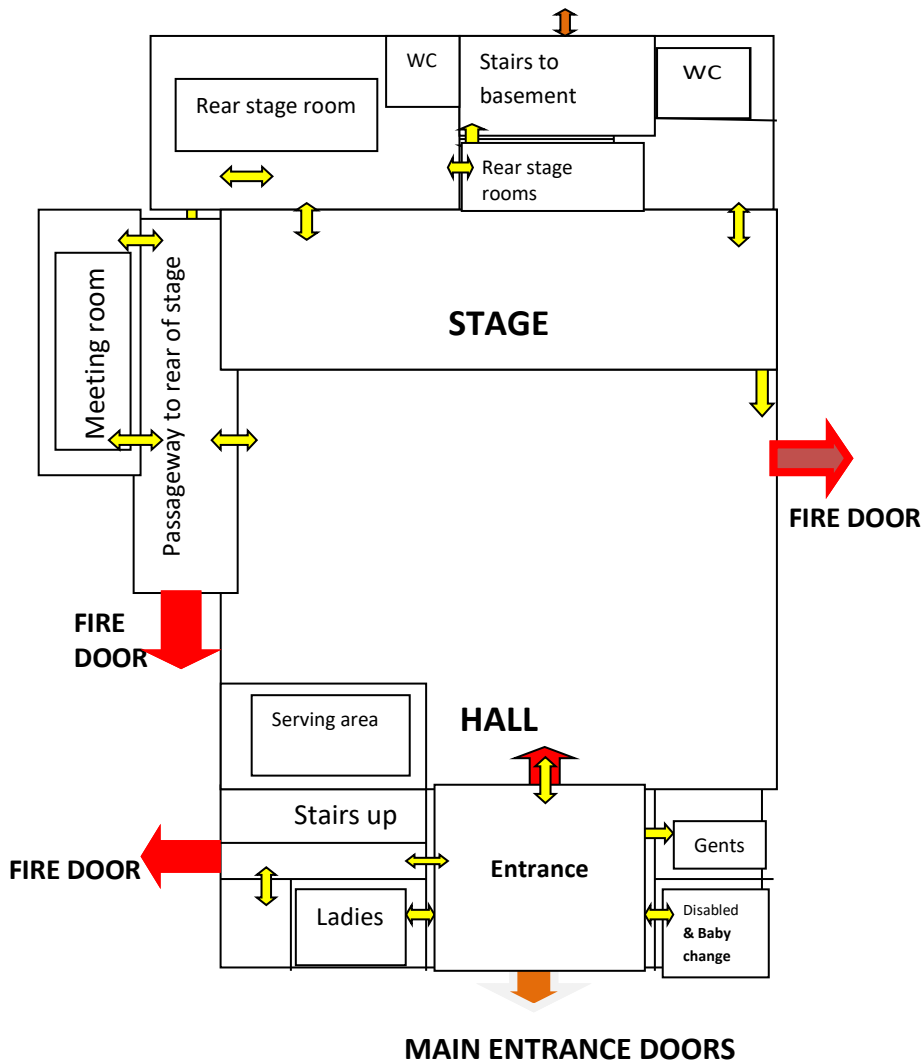 WC
Stairs to
basement
WC
Rear stage room
Rear stage
rooms
Meeting room
Passageway to rear of stage
STAGE
FIRE DOOR
FIRE
DOOR
Serving area
HALL
Stairs up
FIRE DOOR
Entrance
Gents
Ladies
Disabled
& Baby
change
MAIN ENTRANCE DOORS